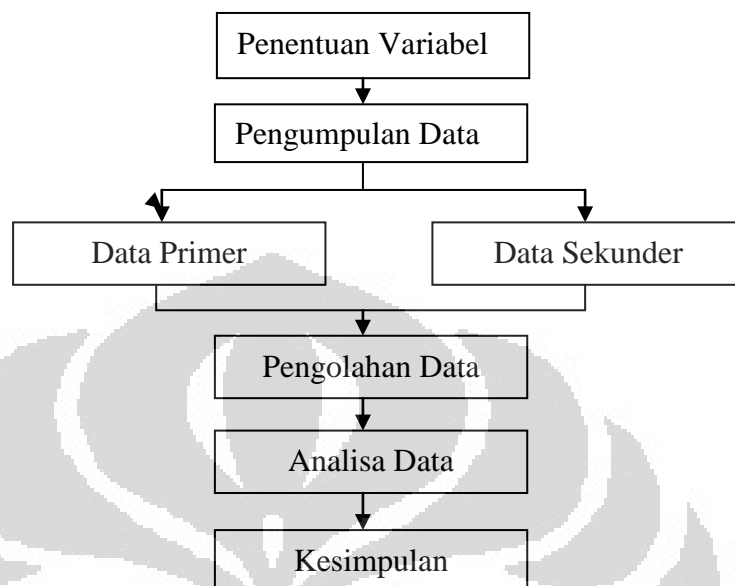 Penentuan Variabel
Pengumpulan Data
Data Primer
Data Sekunder
Pengolahan Data
Analisa Data
Kesimpulan